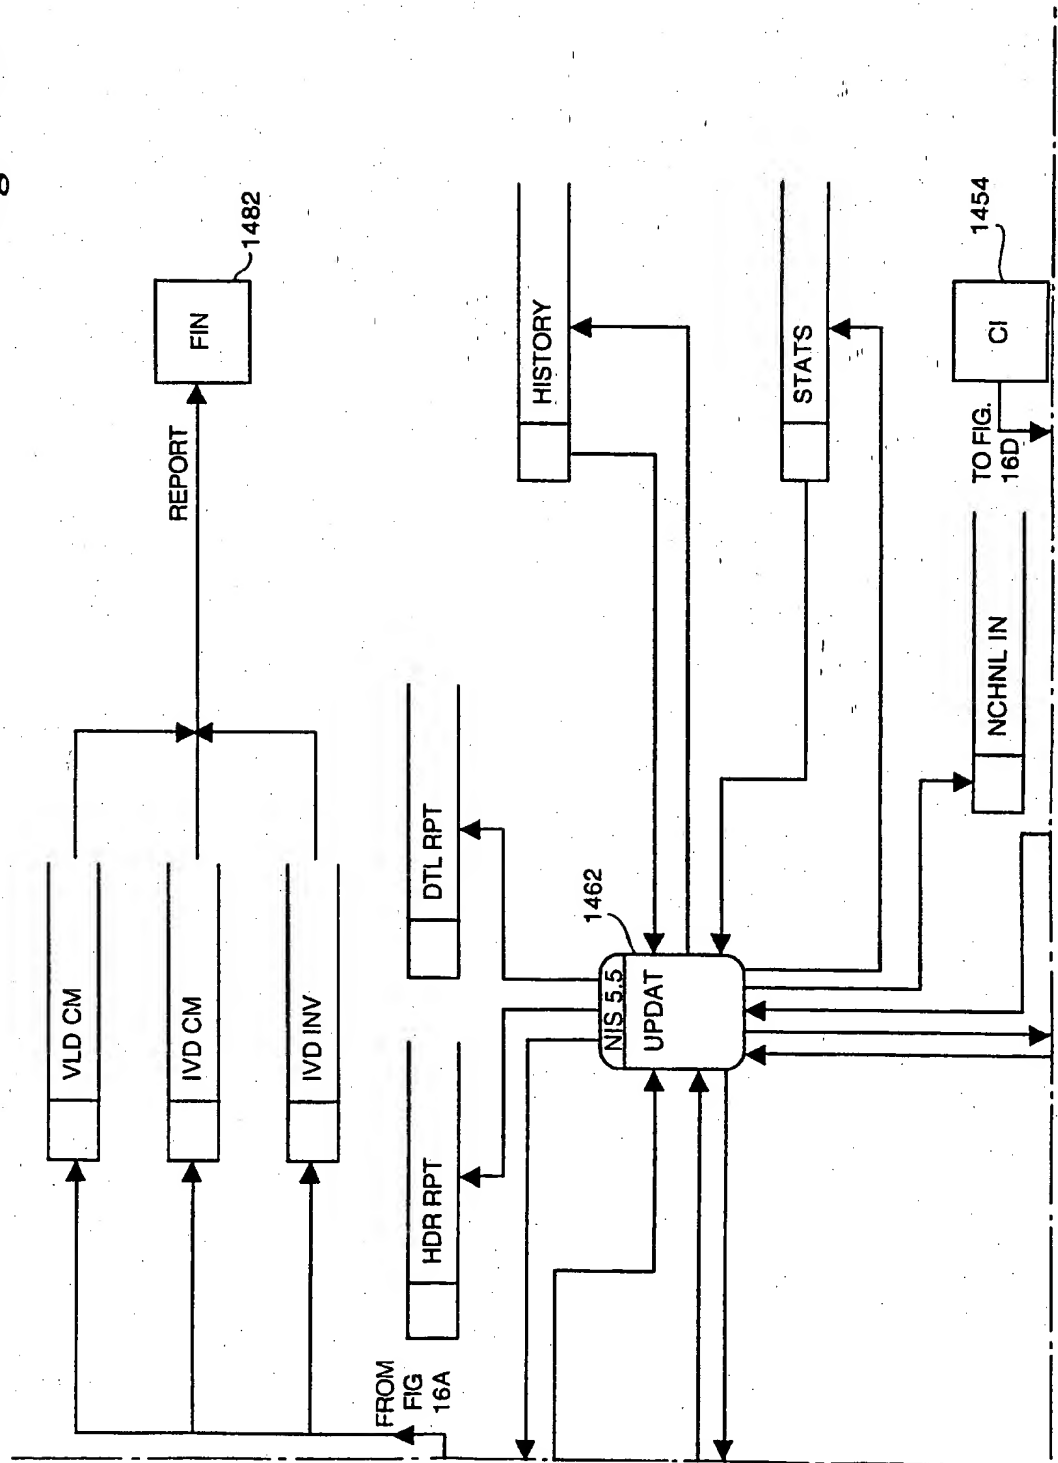 VLD CM
IVD CM
IVD INV
REPORT
FIN
1482
FROM
FIG
16A
HDR RPT
DTL RPT
HISTORY
NIS 5.5
UPDAT
1462
STATS
NCHNL IN
TO FIG.
16D
CI
1454